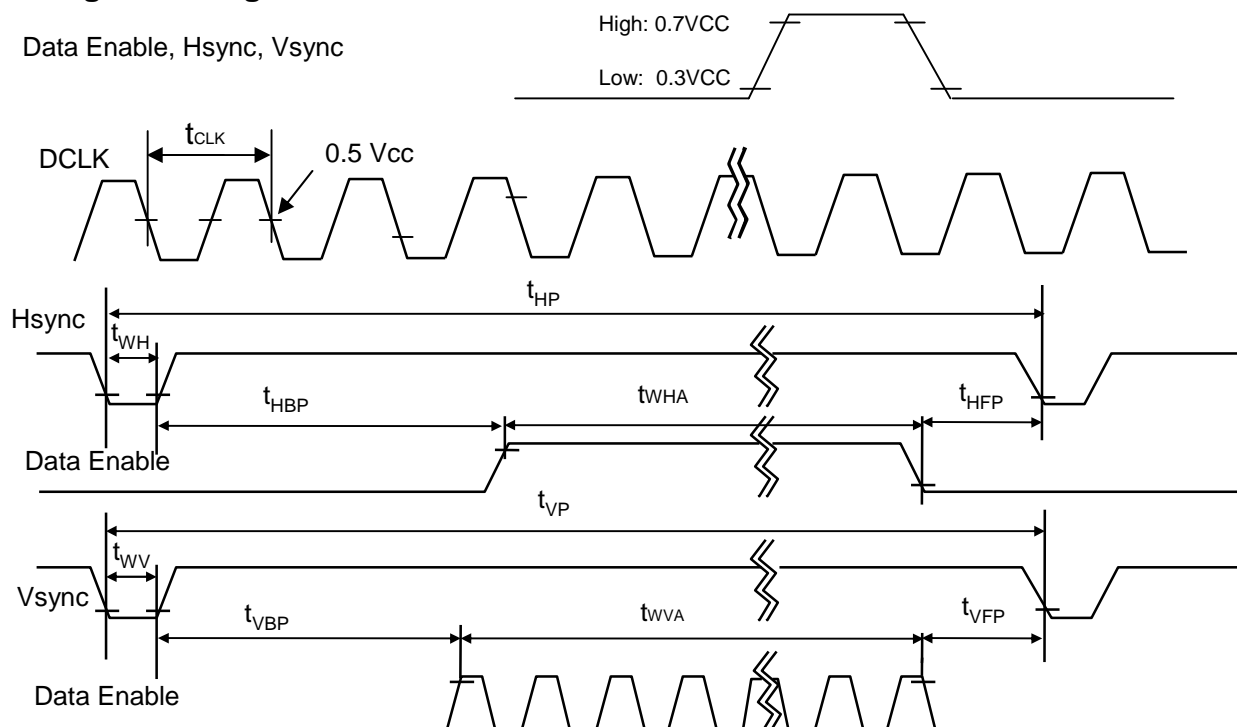 Data Enable, Hsync, Vsync
High: 0.7VCC
Low: 0.3VCC
tCLK
DCLK
0.5 Vcc
tHP
Hsync
tWH
tHBP
tWHA
tHFP
Data Enable
tVP
tWV
Vsync
tVBP
tWVA
tVFP
Data Enable